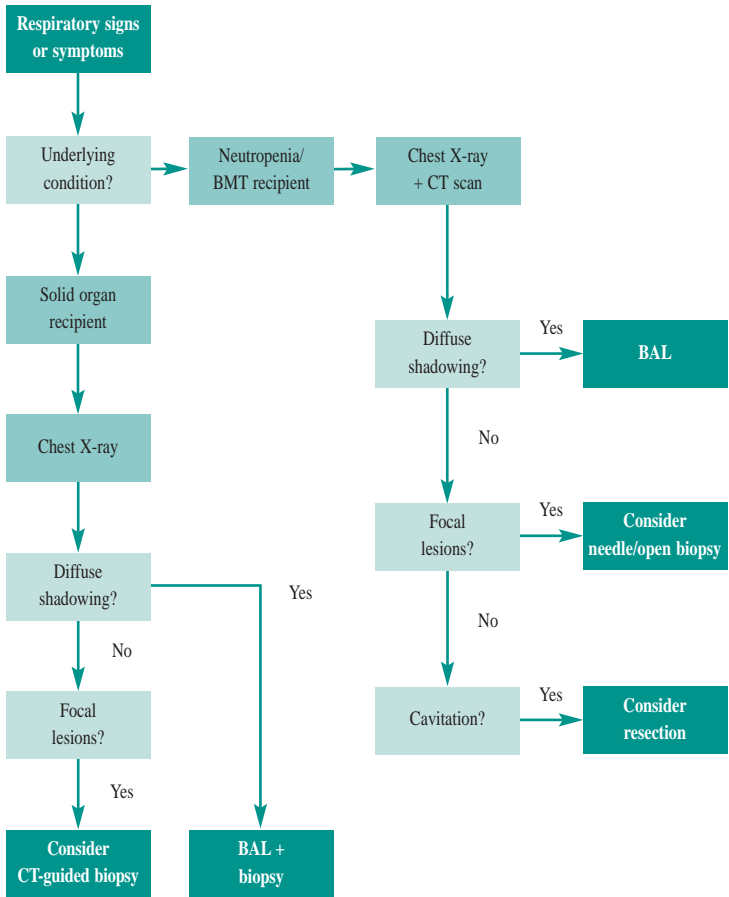 Respiratory signs
or symptoms
Underlying
condition?
Neutropenia/
BMT recipient
Chest X-ray
+ CT scan
Solid organ
recipient
Diffuse
shadowing?
Yes
BAL
Chest X-ray
No
Focal
lesions?
Yes
Consider
needle/open biopsy
Diffuse
shadowing?
Yes
No
No
Focal
lesions?
Cavitation?
Yes
Consider
resection
Yes
Consider
CT-guided biopsy
BAL +
biopsy